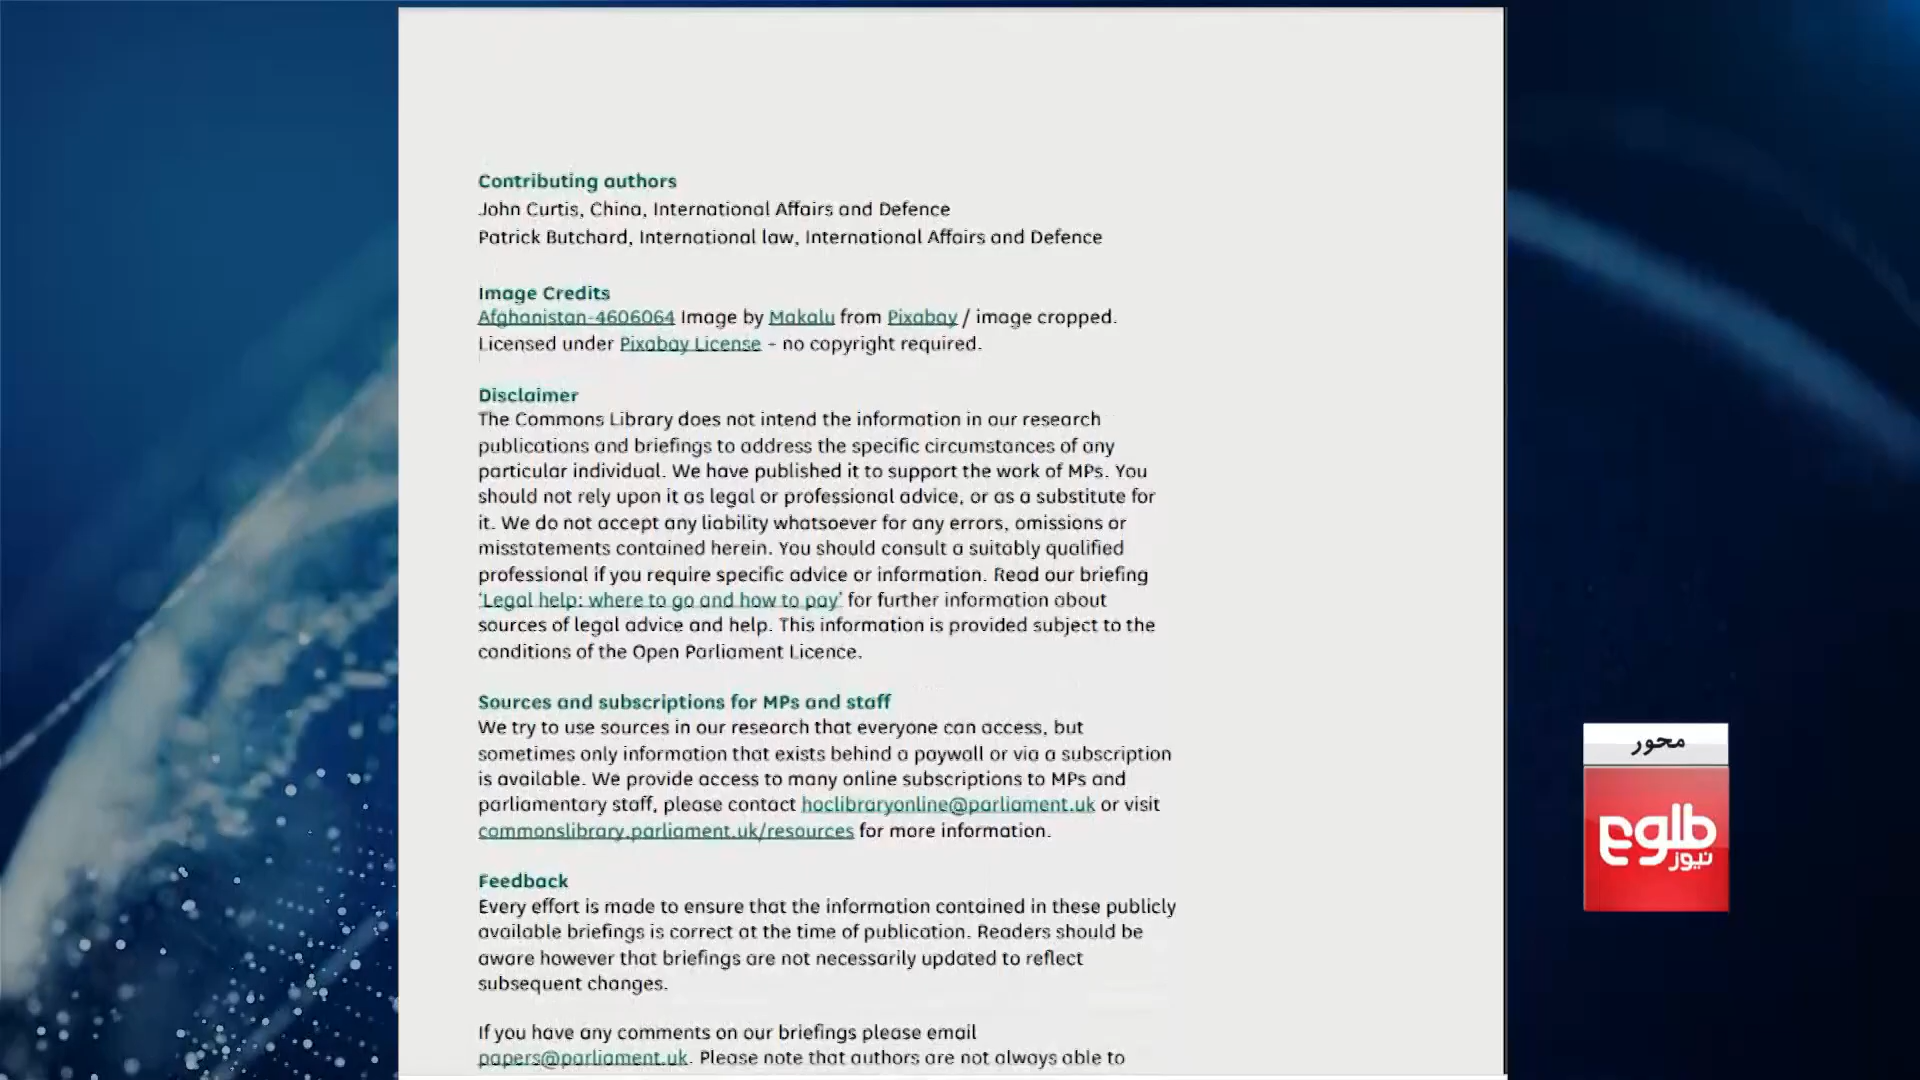 Contributing authors
John Curtis, China, International Affairs and Defence
Patrick Butchard, International law, International Affairs and Defence
Image Credits
Afghanistan-4606064 Image by Makalu from Pixabay / image cropped.
Licensed under Pixabay License – no copyright required.
Disclaimer
The Commons Library does not intend the information in our research
publications and briefings to address the specific circumstances of any
particular individual. We have published it to support the work of MPs. You
should not rely upon it as legal or professional advice, or as a substitute for
it. We do not accept any liability whatsoever for any errors, omissions or
misstatements contained herein. You should consult a suitably qualified
professional if you require specific advice or information. Read our briefing
‘Legal help: where to go and how to pay’ for further information about
sources of legal advice and help. This information is provided subject to the
conditions of the Open Parliament Licence.
Sources and subscriptions for MPs and staff
We try to use sources in our research that everyone can access, but
sometimes only information that exists behind a paywall or via a subscription
is available. We provide access to many online subscriptions to MPs and
parliamentary staff, please contact hoclibraryonline@parliament.uk or visit
commonslibrary.parliament.uk/resources for more information.
Feedback
Every effort is made to ensure that the information contained in these publicly
available briefings is correct at the time of publication. Readers should be
aware however that briefings are not necessarily updated to reflect
subsequent changes.
If you have any comments on our briefings please email
papers@parliament.uk. Please note that authors are not always able to
محور
طلوع
نیوز